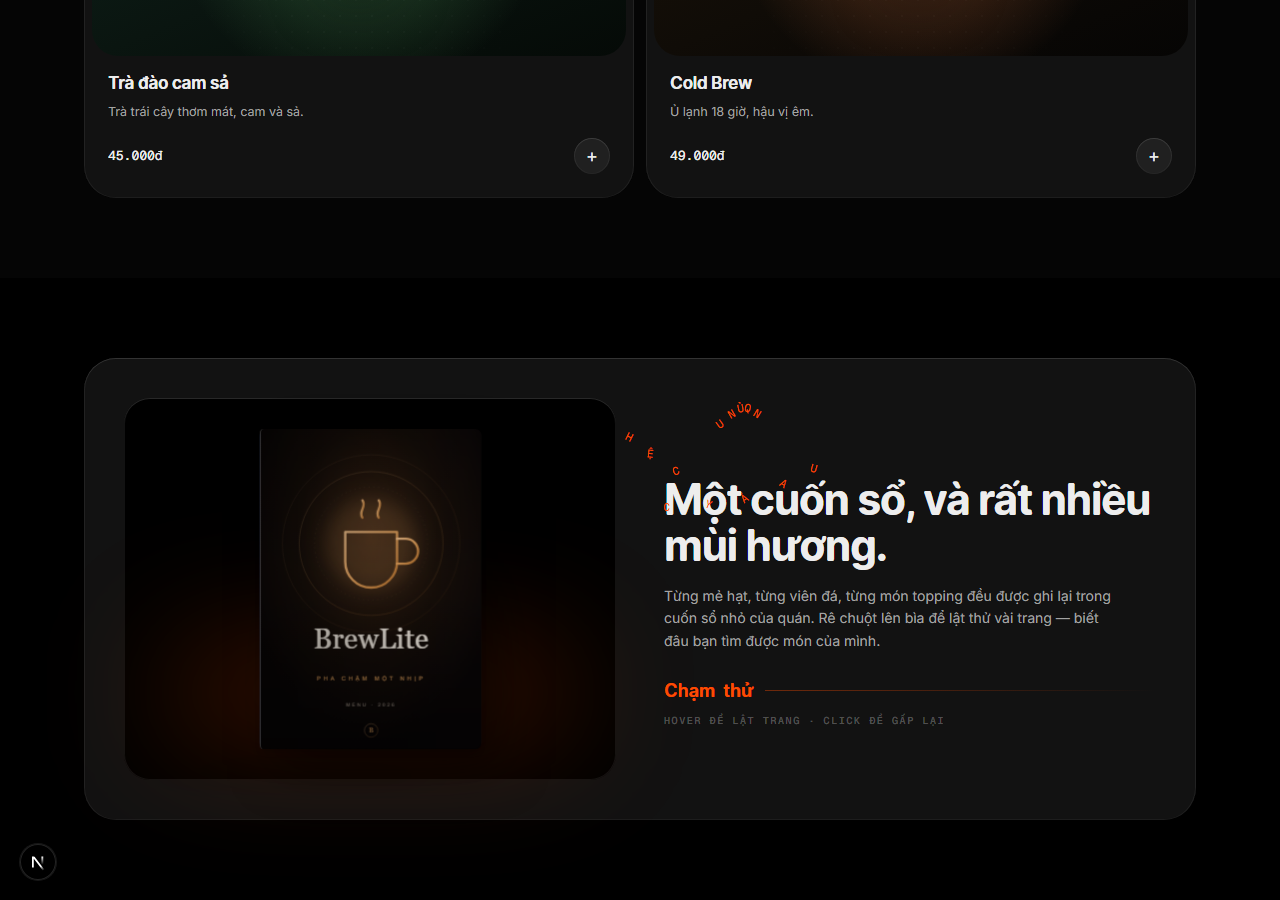 Trà đào cam sả
Trà trái cây thơm mát, cam và sả.
45.000đ
+
Cold Brew
Ủ lạnh 18 giờ, hậu vị êm.
49.000đ
+
BrewLite
PHA CHẬM MỘT NHỊP
B
Một cuốn sổ, và rất nhiều
mùi hương.
Từng mẻ hạt, từng viên đá, từng món topping đều được ghi lại trong
cuốn sổ nhỏ của quán. Rê chuột lên bìa để lật thử vài trang — biết
đâu bạn tìm được món của mình.
Chạm thử
HOVER ĐỂ LẬT TRANG · CLICK ĐỂ GẤP LẠI
N